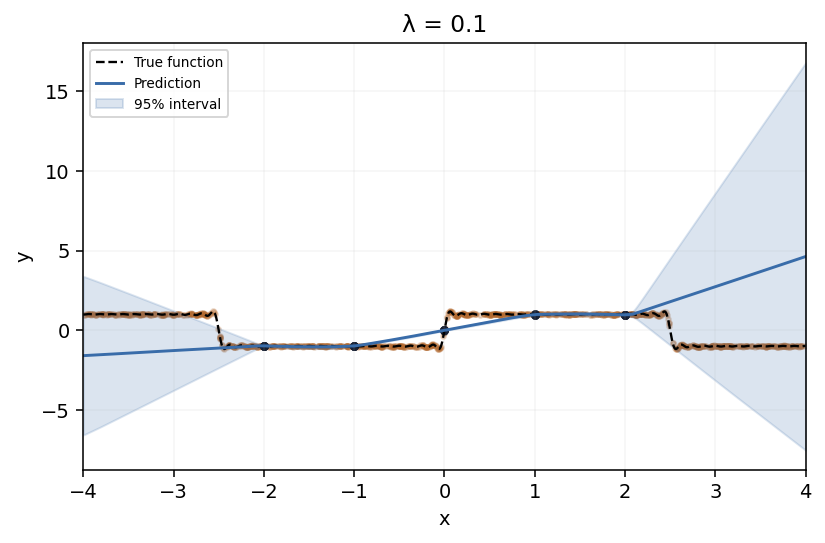 λ = 0.1
True function
Prediction
95% interval
y
15
10
5
0
−5
−4
−3
−2
−1
0
1
2
3
4
x